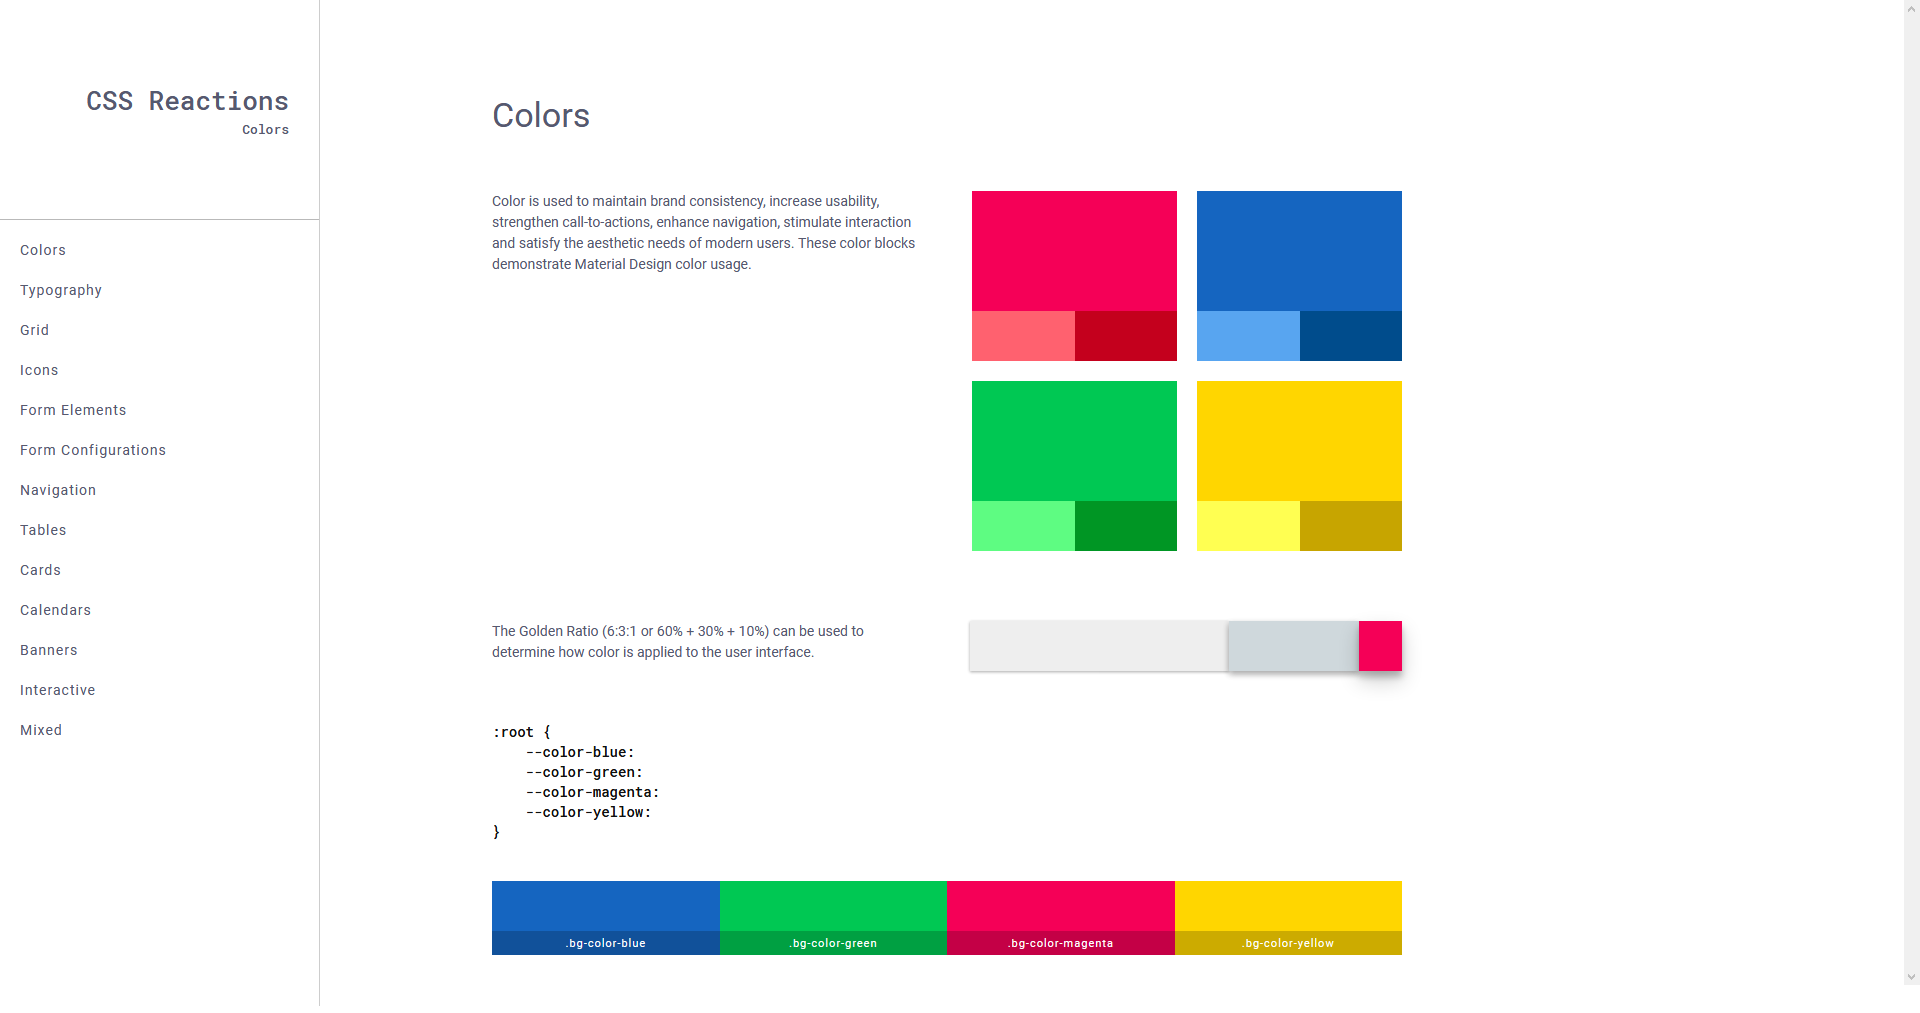 CSS Reactions
Colors
Colors
Typography
Grid
Icons
Form Elements
Form Configurations
Navigation
Tables
Cards
Calendars
Banners
Interactive
Mixed
Colors
Color is used to maintain brand consistency, increase usability,
strengthen call-to-actions, enhance navigation, stimulate interaction
and satisfy the aesthetic needs of modern users. These color blocks
demonstrate Material Design color usage.
The Golden Ratio (6:3:1 or 60% + 30% + 10%) can be used to
determine how color is applied to the user interface.
:root {
    --color-blue:
    --color-green:
    --color-magenta:
    --color-yellow:
}
.bg-color-blue
.bg-color-green
.bg-color-magenta
.bg-color-yellow